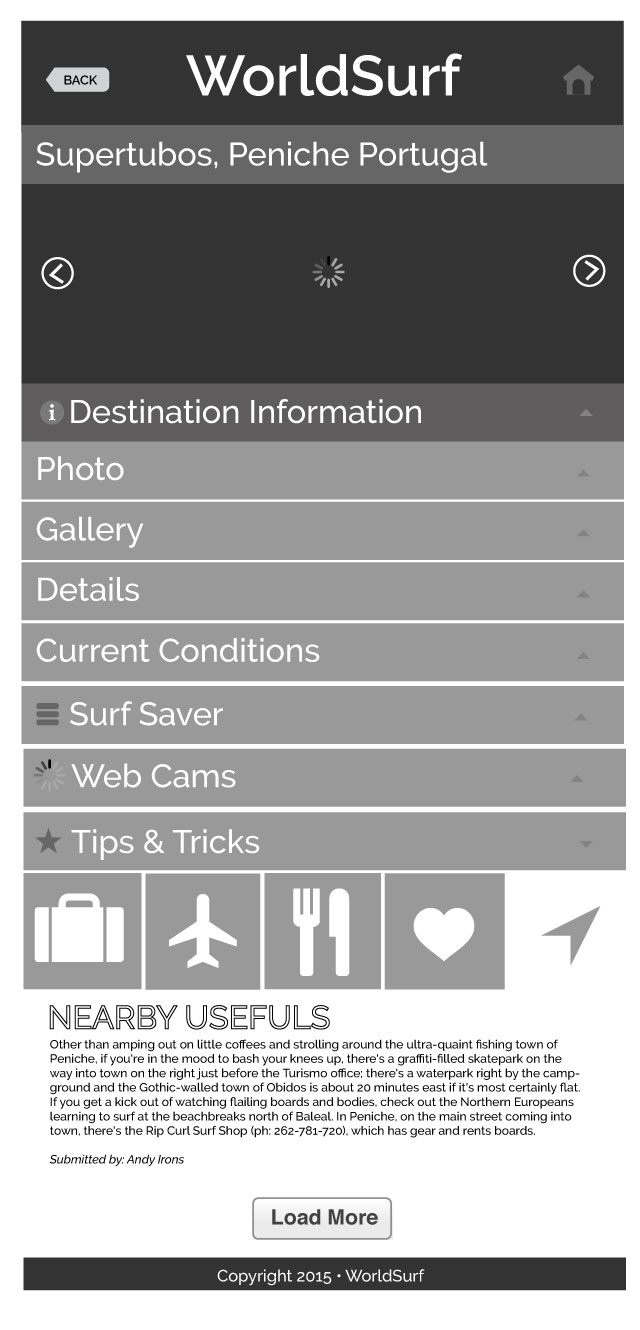 BACK
WorldSurf
Supertubos, Peniche Portugal
i Destination Information
Photo
Gallery
Details
Current Conditions
Surf Saver
Web Cams
Tips & Tricks
NEARBY USEFULS
Other than amping out on little coffees and strolling around the ultra-quaint fishing town of
Peniche, if you're in the mood to bash your knees up, there's a graffiti-filled skatepark on the
way into town on the right just before the Turismo office; there's a waterpark right by the camp-
ground and the Gothic-walled town of Obidos is about 20 minutes east if it's most certainly flat.
If you get a kick out of watching flailing boards and bodies, check out the Northern Europeans
learning to surf at the beachbreaks north of Baleal. In Peniche, on the main street coming into
town, there's the Rip Curl Surf Shop (ph: 262-781-720), which has gear and rents boards.
Submitted by: Andy Irons
Load More
Copyright 2015 • WorldSurf